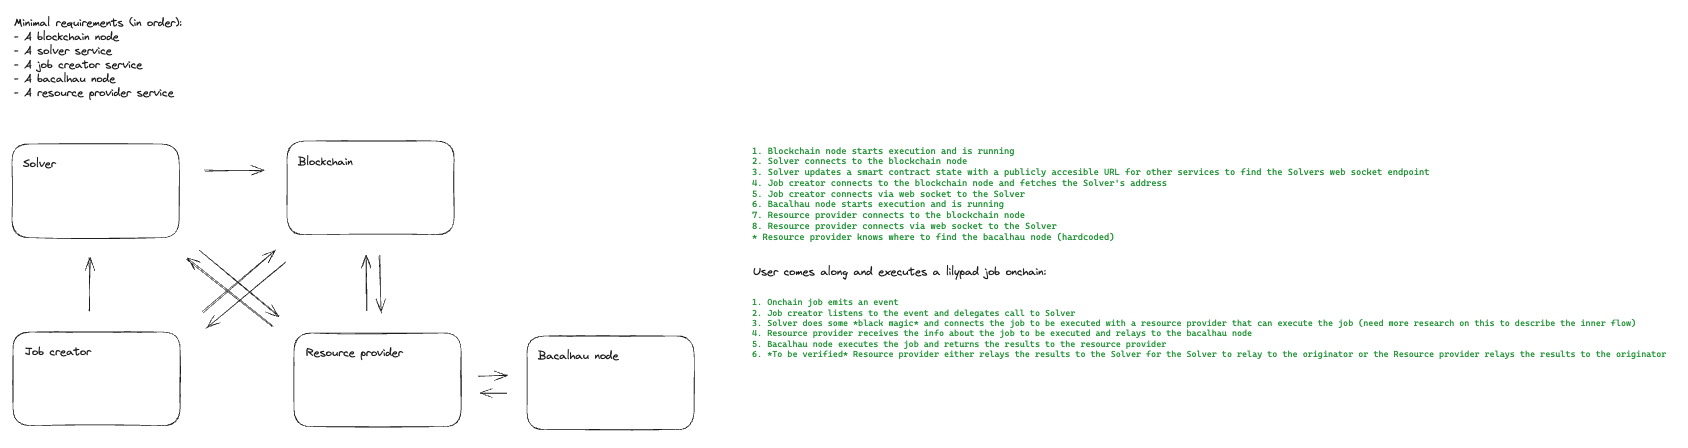 Minimal requirements (in order):
- A blockchain node
- A solver service
- A job creator service
- A bacalhau node
- A resource provider service
Solver
Blockchain
Job creator
Resource provider
Bacalhau node
1. Blockchain node starts execution and is running
2. Solver connects to the blockchain node
3. Solver updates a smart contract state with a publicly accesible URL for other services to find the Solvers web socket endpoint
4. Job creator connects to the blockchain node and fetches the Solver's address
5. Job creator connects via web socket to the Solver
6. Bacalhau node starts execution and is running
7. Resource provider connects to the blockchain node
8. Resource provider connects via web socket to the Solver
* Resource provider knows where to find the bacalhau node (hardcoded)
User comes along and executes a lilypad job onchain:
1. Onchain job emits an event
2. Job creator listens to the event and delegates call to Solver
3. Solver does some *black magic* and connects the job to be executed with a resource provider that can execute the job (need more research on this to describe the inner flow)
4. Resource provider receives the info about the job to be executed and relays to the bacalhau node
5. Bacalhau node executes the job and returns the results to the resource provider
6. *To be verified* Resource provider either relays the results to the Solver for the Solver to relay to the originator or the Resource provider relays the results to the originator